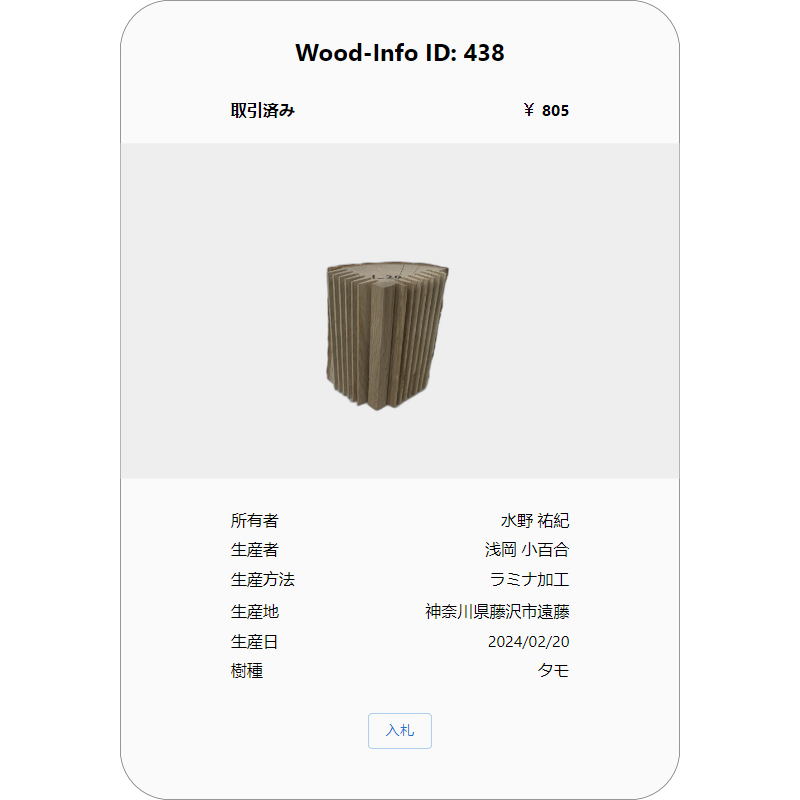 Wood-Info ID: 438
取引済み ￥ 805
所有者 水野 祐紀
生産者 浅岡 小百合
生産方法 ラミナ加工
生産地 神奈川県藤沢市遠藤
生産日 2024/02/20
樹種 タモ
入札